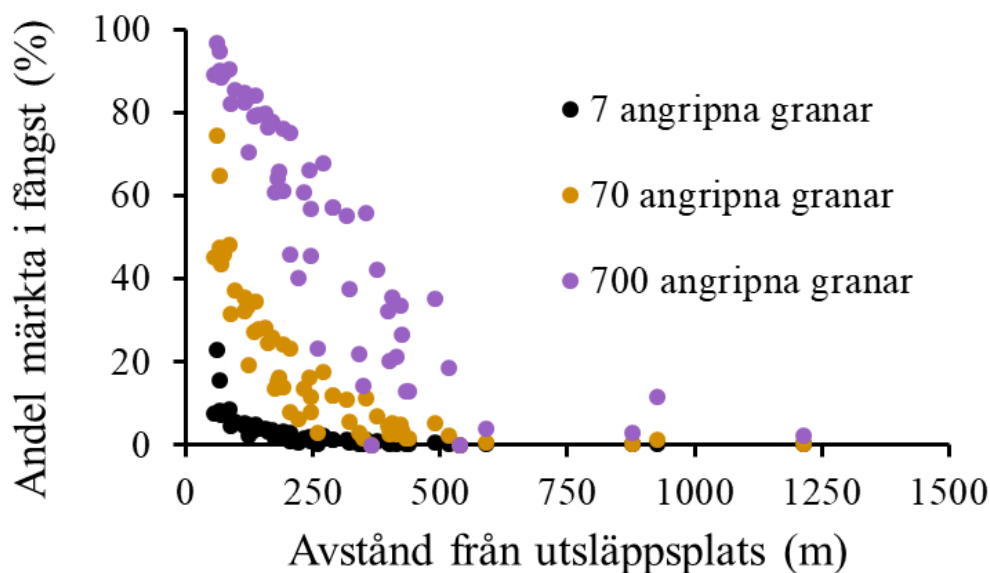 Andel märkta i fångst (%)
100
80
60
40
20
0
7 angripna granar
70 angripna granar
700 angripna granar
0 250 500 750 1000 1250 1500
Avstånd från utsläppsplats (m)